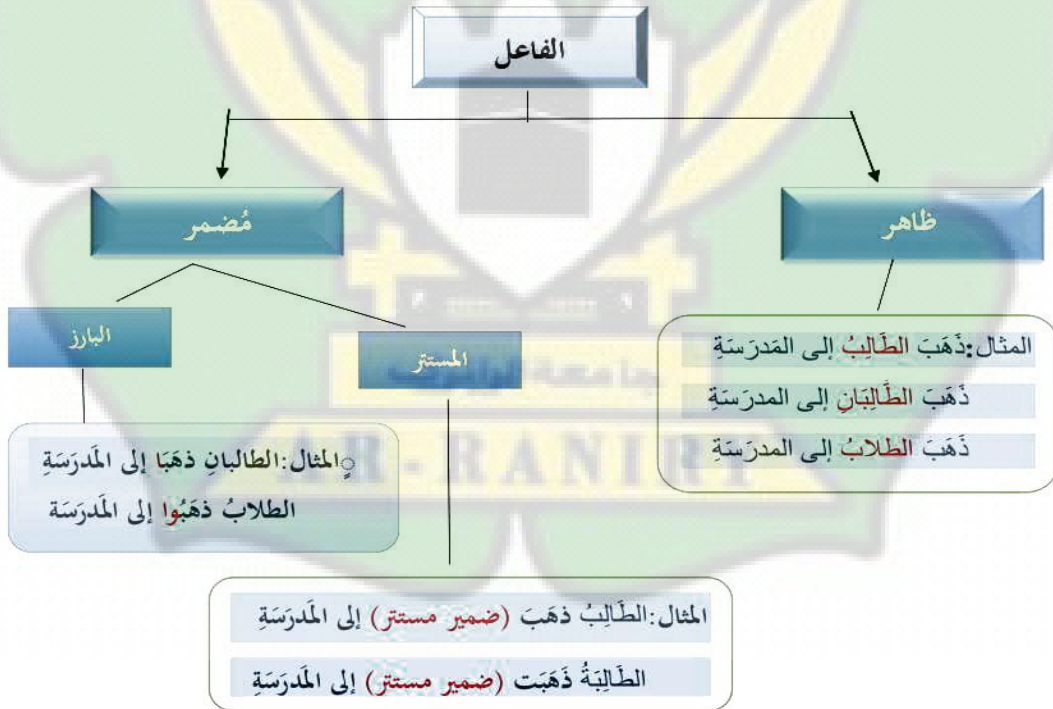 الفاعل
ظاهر
مُضمر
المثال:ذَهَبَ الطَّالِبُ إلى المَدرَسَةِ
ذَهَبَ الطَّالِبَانِ إلى المدرَسَةِ
ذَهَبَ الطلابُ إلى المدرَسَةِ
المستتر
البارز
المثال:الطالبانِ ذهَبَا إلى المَدرَسَةِ
الطلابُ ذهَبُوا إلى المَدرَسَة
المثال:الطَّالِبُ ذهَبَ (ضمير مستتر) إلى المَدرَسَةِ
الطَّالِبَةُ ذَهَبَت (ضمير مستتر) إلى المَدرَسَةِ
جامعة الرانيري
AR-RANIRY